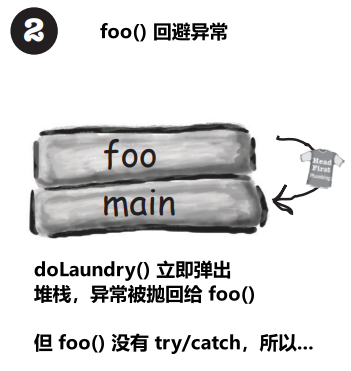 2
foo() 回避异常
foo
Head
First
main
doLaundry() 立即弹出
堆栈，异常被抛回给 foo()
但 foo() 没有 try/catch，所以...